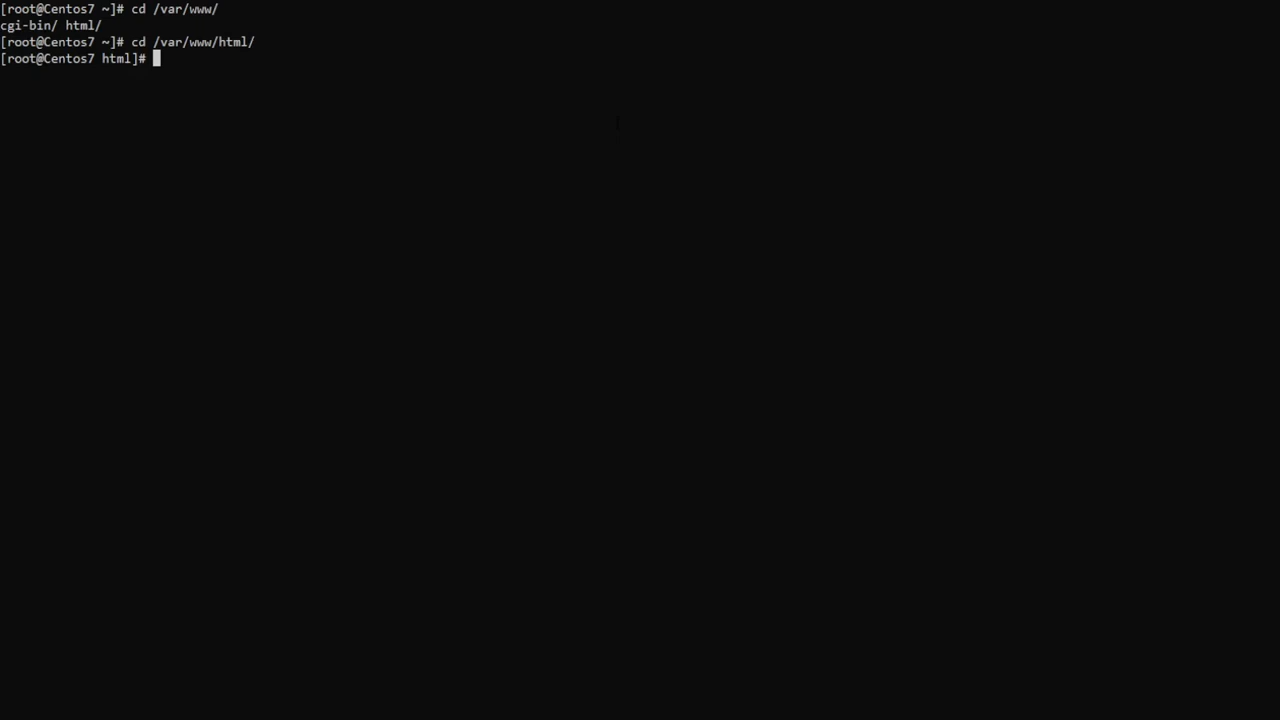 [root@Centos7 ~]# cd /var/www/
cgi-bin/ html/
[root@Centos7 ~]# cd /var/www/html/
[root@Centos7 html]#